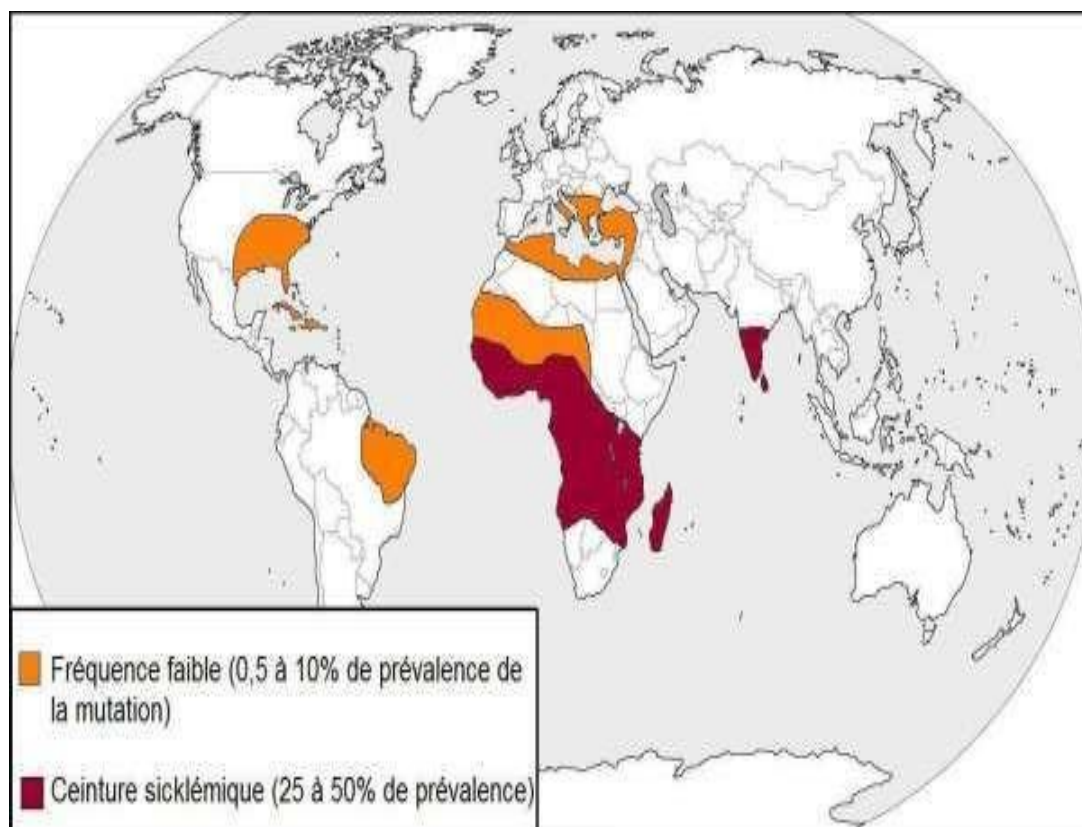 Fréquence faible (0,5 à 10% de prévalence de
la mutation)
Ceinture sicklémique (25 à 50% de prévalence)